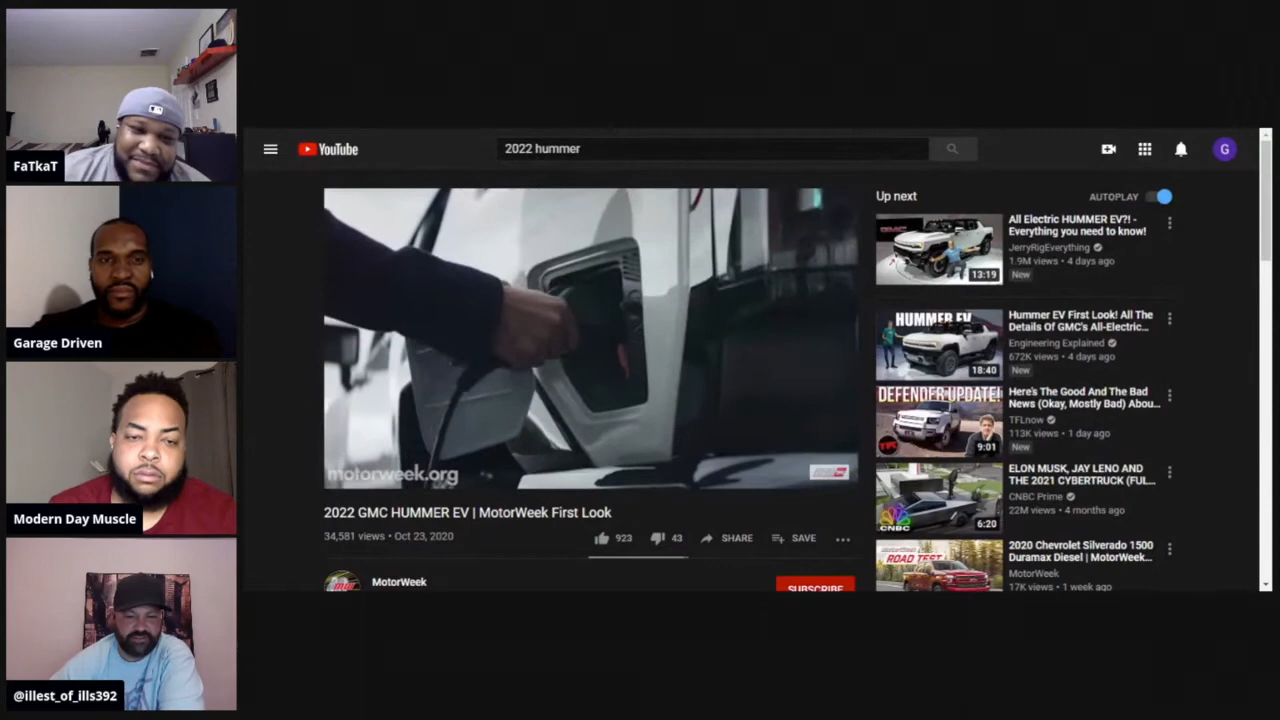 FaTkaT
Garage Driven
Modern Day Muscle
@illest_of_ills392
YouTube
2022 hummer
G
motorweek.org
2022 GMC HUMMER EV | MotorWeek First Look
34,581 views • Oct 23, 2020
923
43
SHARE
SAVE
MotorWeek
SUBSCRIBE
Up next
AUTOPLAY
13:19
All Electric HUMMER EV?! -
Everything you need to know!
JerryRigEverything
1.9M views • 4 days ago
New
HUMMER EV
18:40
Hummer EV First Look! All The
Details Of GMC's All-Electric...
Engineering Explained
672K views • 4 days ago
New
DEFENDER UPDATE!
9:01
Here's The Good And The Bad
News (Okay, Mostly Bad) Abou...
TFLnow
113K views • 1 day ago
New
CNBC
6:20
ELON MUSK, JAY LENO AND
THE 2021 CYBERTRUCK (FUL...
CNBC Prime
22M views • 4 months ago
ROAD TEST
2020 Chevrolet Silverado 1500
Duramax Diesel | MotorWeek...
MotorWeek
17K views • 1 week ago